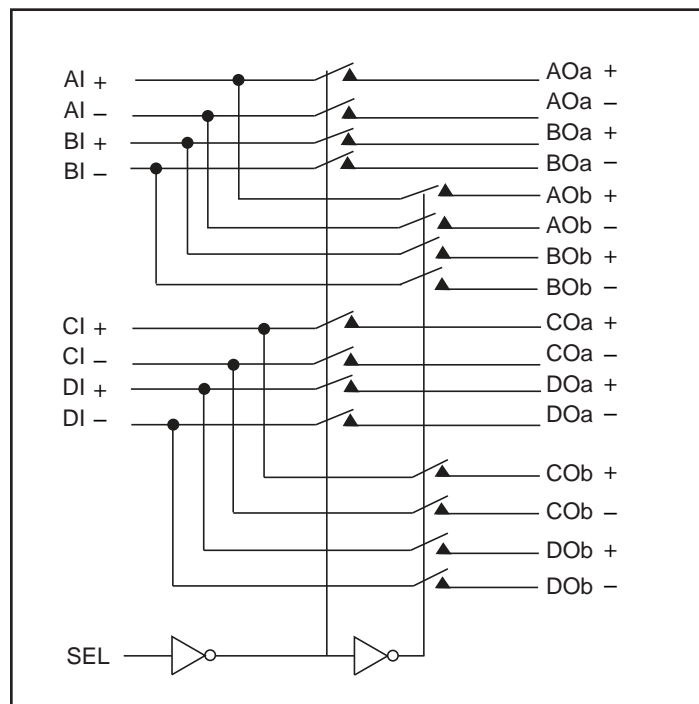 AI + AOa +
AI − AOa −
BI + BOa +
BI − BOa −
AOb +
AOb −
BOb +
BOb −
CI + COa +
CI − COa −
DI + DOa +
DI − DOa −
COb +
COb −
DOb +
DOb −
SEL